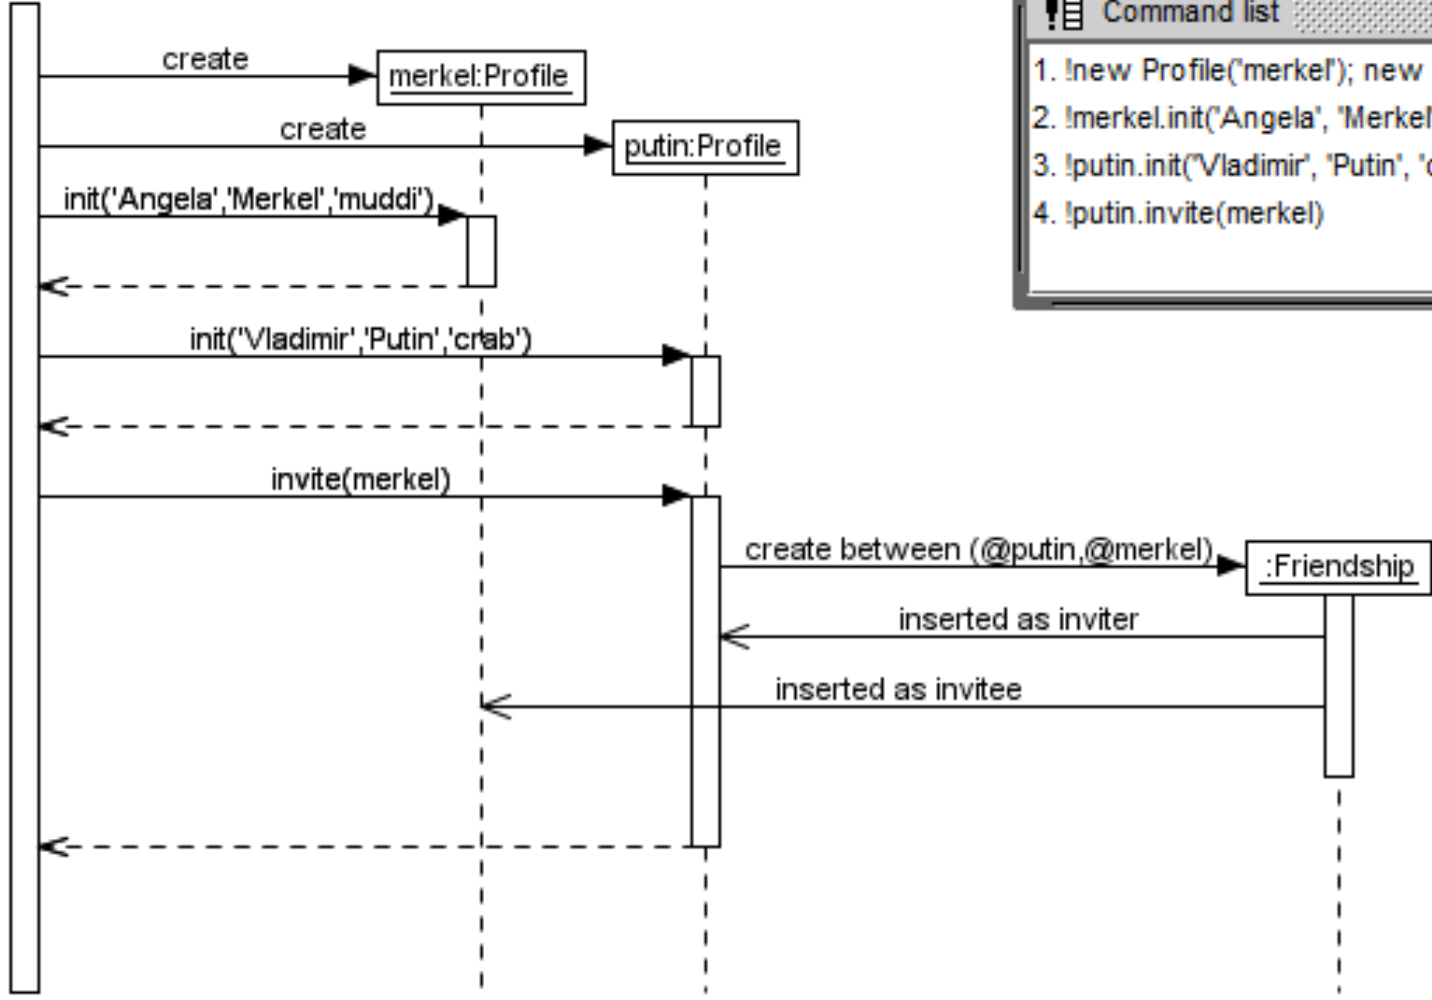 create
merkel:Profile
create
putin:Profile
init('Angela','Merkel','muddi')
init('Vladimir','Putin','crab')
invite(merkel)
create between (@putin,@merkel)
:Friendship
inserted as inviter
inserted as invitee
Command list
1. !new Profile('merkel'); new
2. !merkel.init('Angela', 'Merkel'
3. !putin.init('Vladimir', 'Putin', '
4. !putin.invite(merkel)